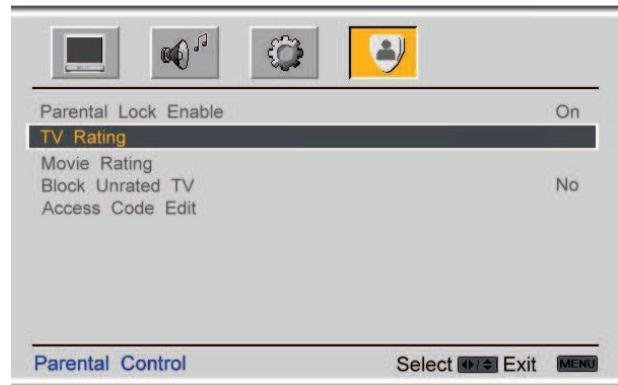 Parental Lock Enable On
TV Rating
Movie Rating
Block Unrated TV No
Access Code Edit
Parental Control Select Exit MENU